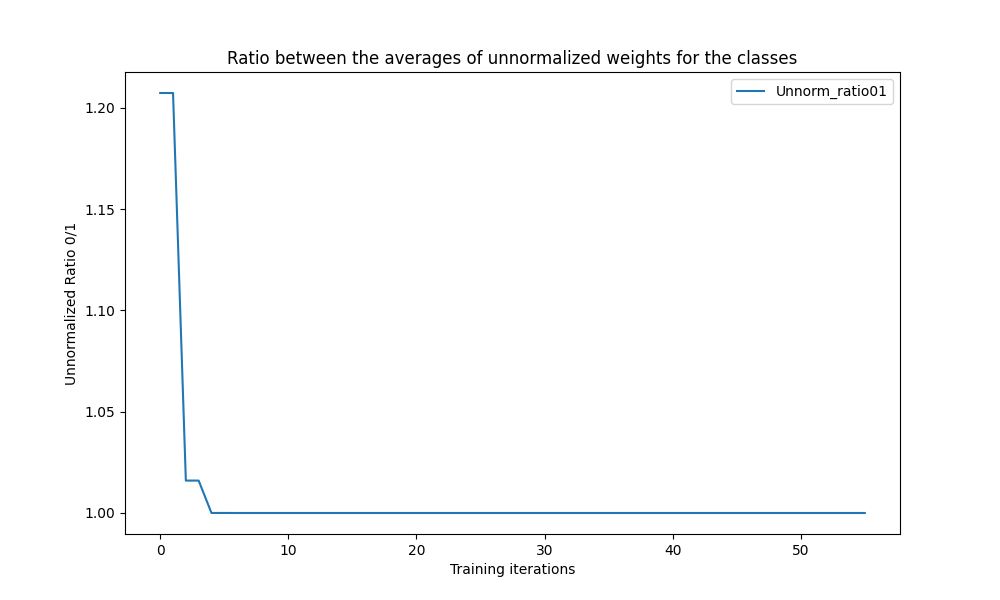 Ratio between the averages of unnormalized weights for the classes
Unnorm_ratio01
1.20
1.15
1.10
1.05
1.00
Unnormalized Ratio 0/1
0 10 20 30 40 50
Training iterations